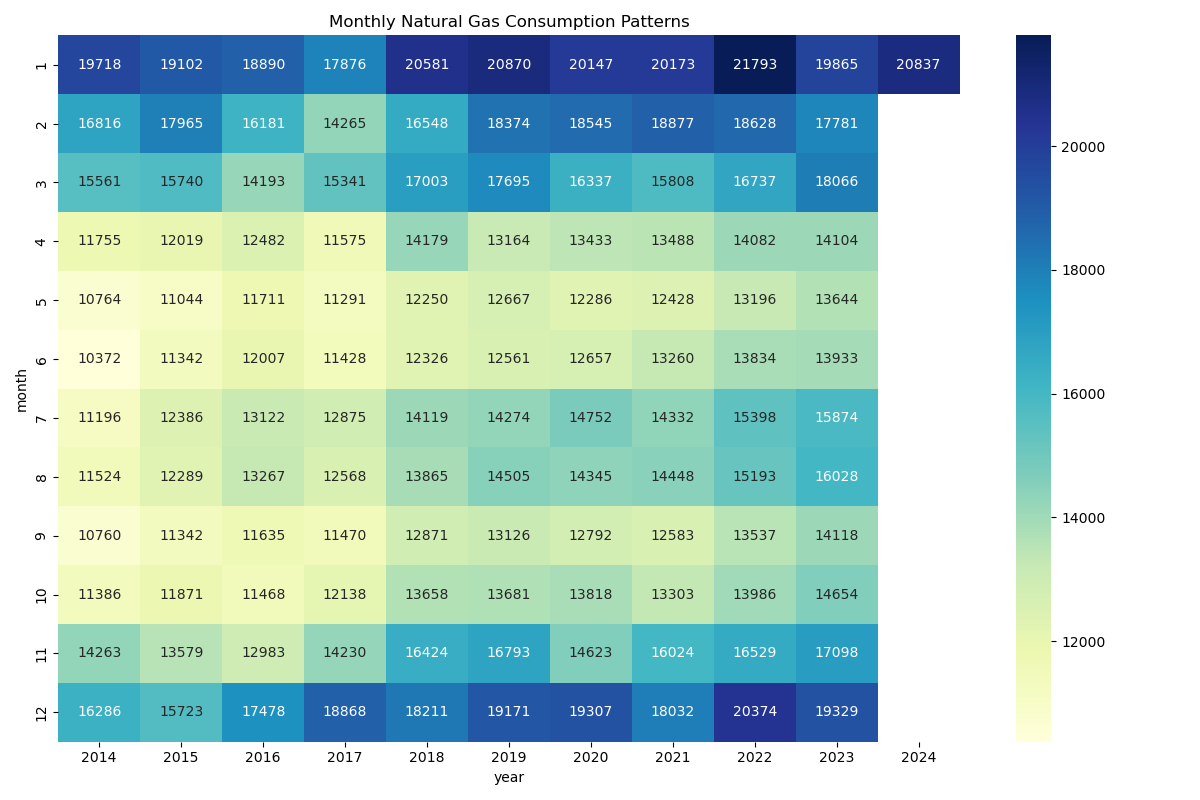 Monthly Natural Gas Consumption Patterns
1 19718 19102 18890 17876 20581 20870 20147 20173 21793 19865 20837
2 16816 17965 16181 14265 16548 18374 18545 18877 18628 17781
3 15561 15740 14193 15341 17003 17695 16337 15808 16737 18066
4 11755 12019 12482 11575 14179 13164 13433 13488 14082 14104
5 10764 11044 11711 11291 12250 12667 12286 12428 13196 13644
6 10372 11342 12007 11428 12326 12561 12657 13260 13834 13933
7 11196 12386 13122 12875 14119 14274 14752 14332 15398 15874
8 11524 12289 13267 12568 13865 14505 14345 14448 15193 16028
9 10760 11342 11635 11470 12871 13126 12792 12583 13537 14118
10 11386 11871 11468 12138 13658 13681 13818 13303 13986 14654
11 14263 13579 12983 14230 16424 16793 14623 16024 16529 17098
12 16286 15723 17478 18868 18211 19171 19307 18032 20374 19329
2014 2015 2016 2017 2018 2019 2020 2021 2022 2023 2024
year
month
20000
18000
16000
14000
12000